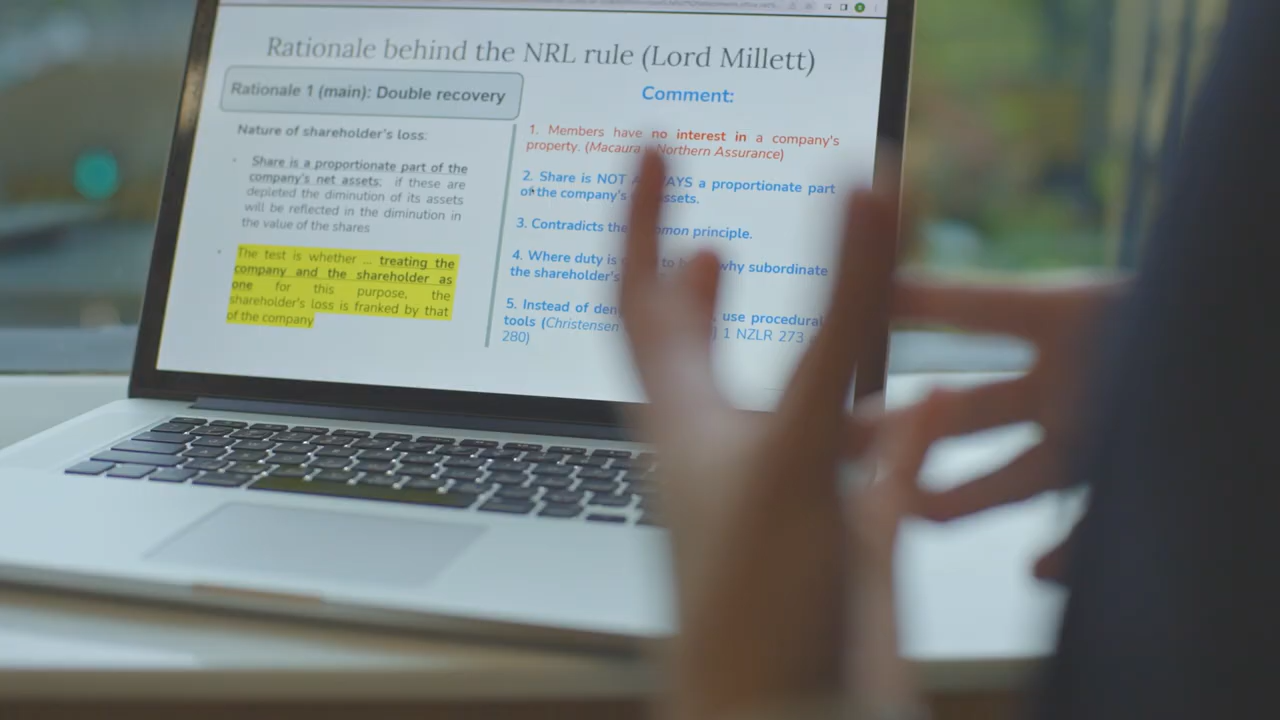 Rationale behind the NRL rule (Lord Millett)
Rationale 1 (main): Double recovery
Nature of shareholder's loss:
Share is a proportionate part of the
company's net assets; if these are
depleted the diminution of its assets
will be reflected in the diminution in
the value of the shares
The test is whether ... treating the
company and the shareholder as
one for this purpose, the
shareholder's loss is franked by that
of the company
Comment:
1. Members have no interest in a company's
property. (Macaura Northern Assurance)
2. Share is NOT a proportionate part
of the company's assets.
3. Contradicts the principle.
4. Where duty is why subordinate
the shareholder's
5. Instead of use procedural
tools (Christensen 1 NZLR 273
280)